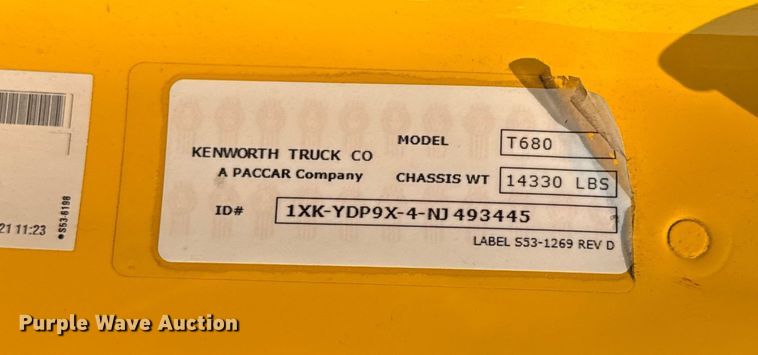 KENWORTH TRUCK CO
A PACCAR Company
MODEL T680
CHASSIS WT 14330 LBS
ID# 1XK-YDP9X-4-NJ493445
LABEL S53-1269 REV D
21 11:23
S53-6198
Purple Wave Auction